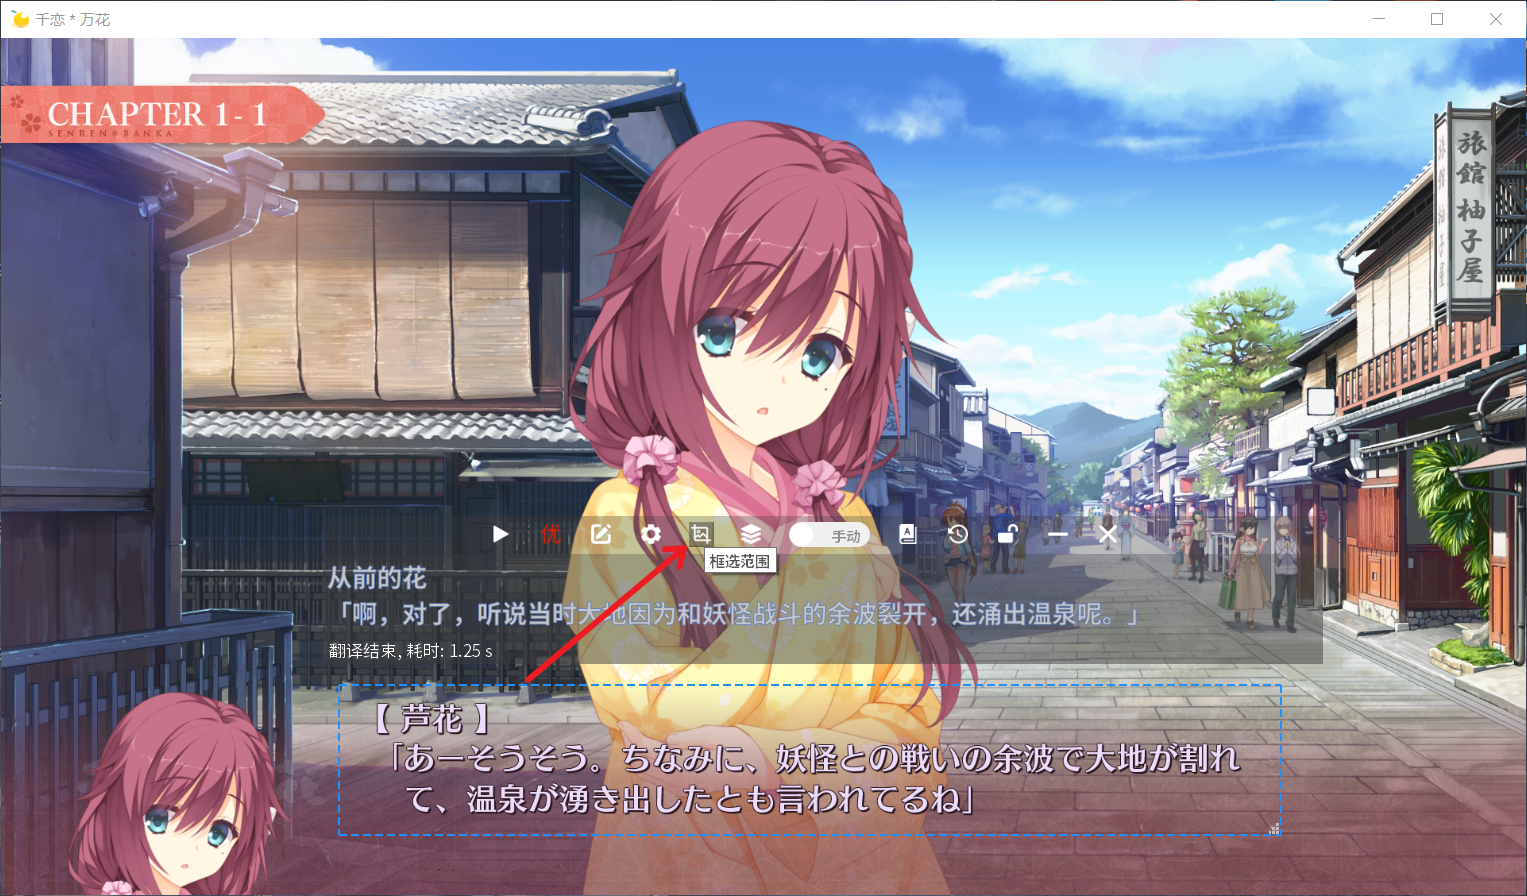 千恋＊万花
CHAPTER 1-1
SENREN＊BANKA
旅館 柚子屋
优
手动
框选范围
从前的花
「啊，对了，听说当时大地因为和妖怪战斗的余波裂开，还涌出温泉呢。」
翻译结束, 耗时: 1.25 s
【 芦花 】
「あーそうそう。ちなみに、妖怪との戦いの余波で大地が割れ
て、温泉が湧き出したとも言われてるね」